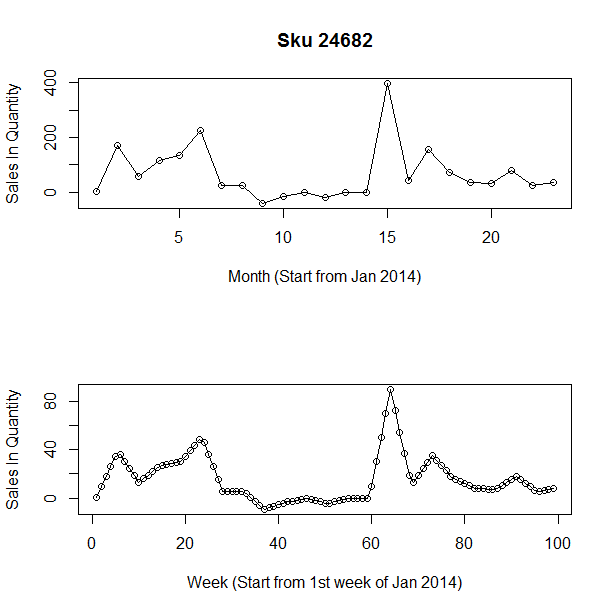 Sku 24682
Sales In Quantity
0 200 400
5 10 15 20
Month (Start from Jan 2014)
Sales In Quantity
0 40 80
0 20 40 60 80 100
Week (Start from 1st week of Jan 2014)